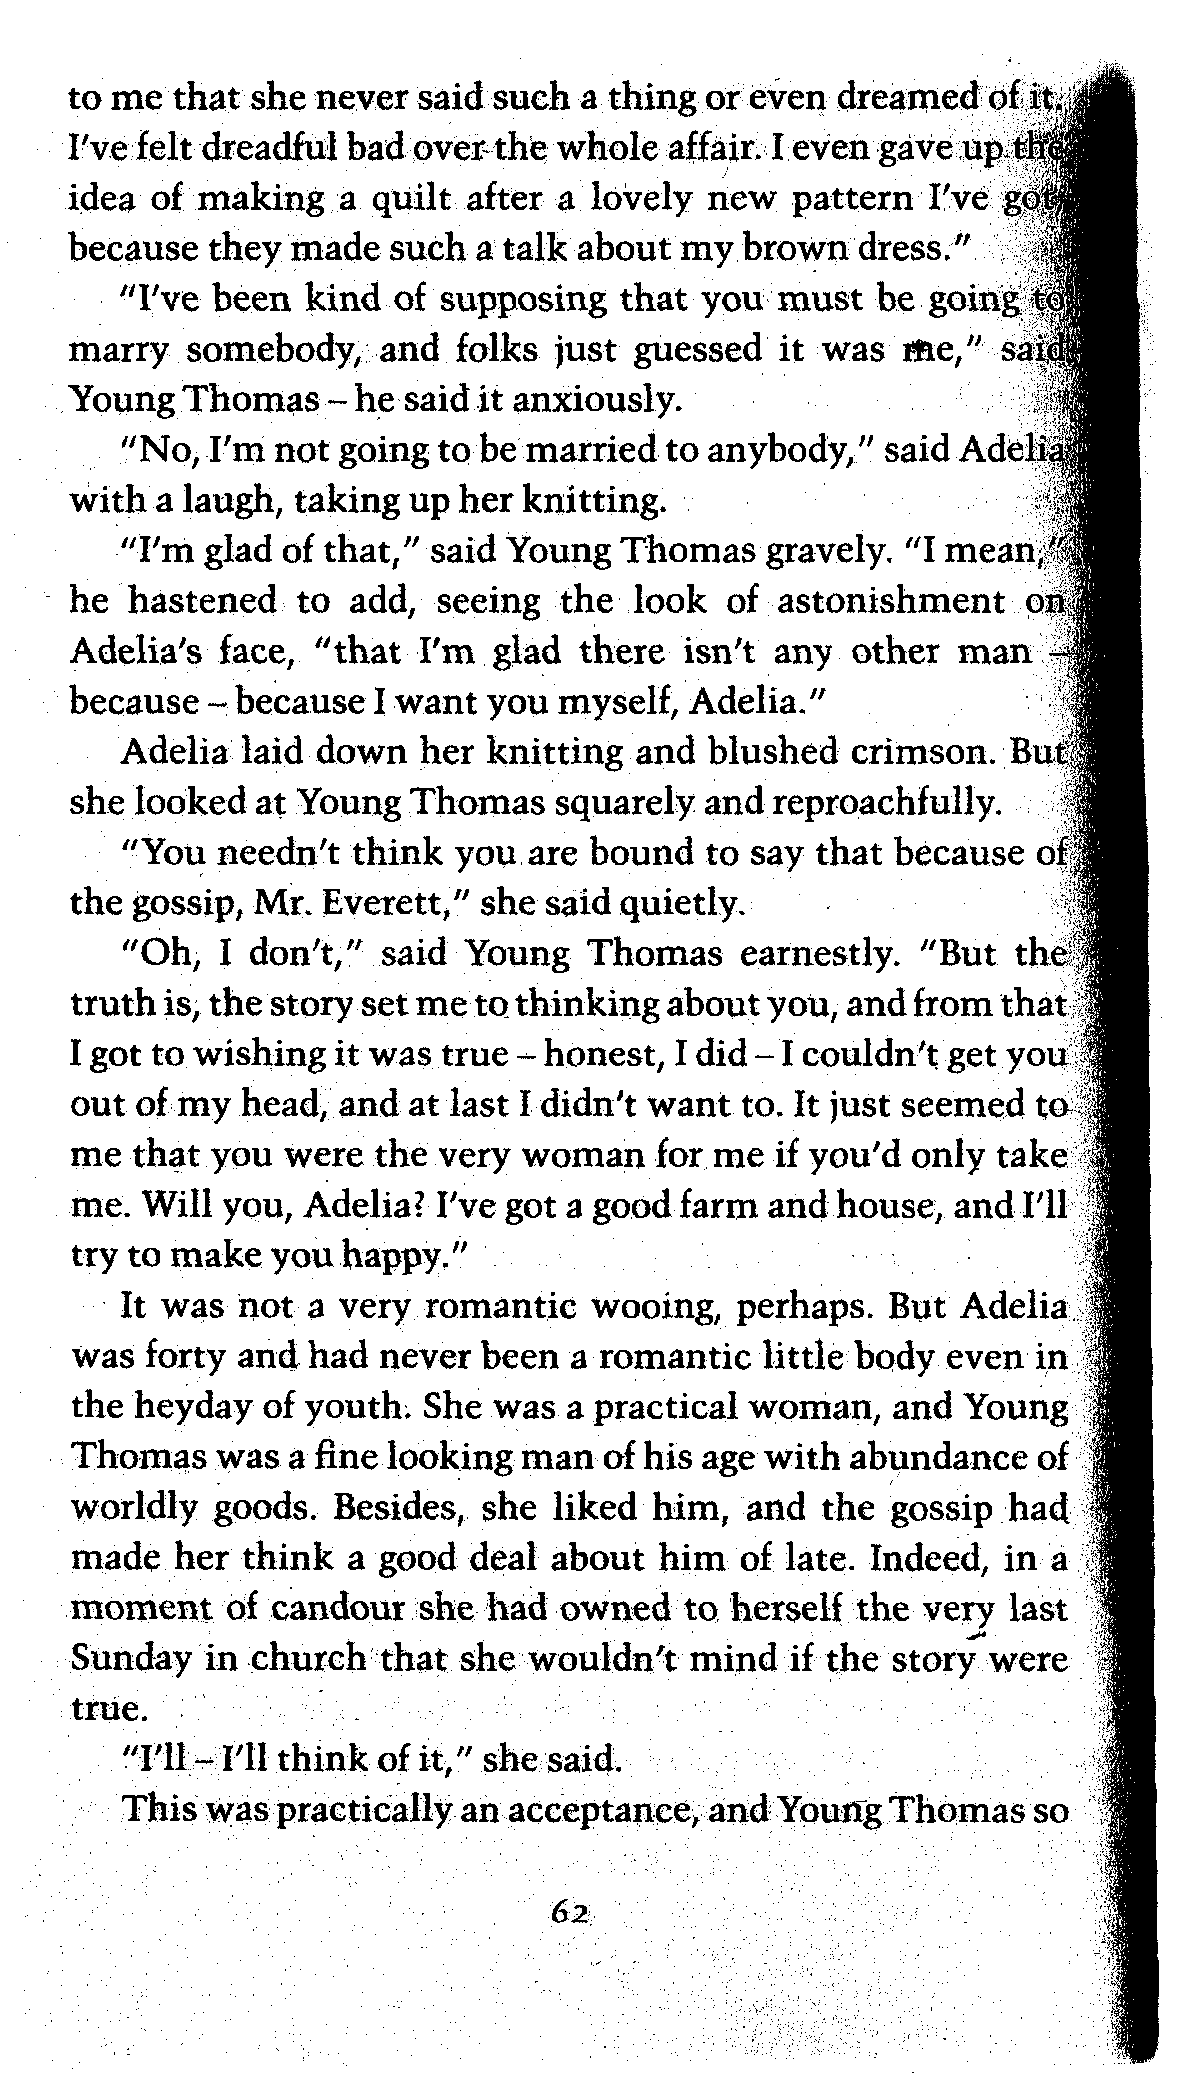 to me that she never said such a thing or even dreamed of it.
I've felt dreadful bad over the whole affair. I even gave up the
idea of making a quilt after a lovely new pattern I've got
because they made such a talk about my brown dress."
"I've been kind of supposing that you must be going to
marry somebody, and folks just guessed it was me," said
Young Thomas – he said it anxiously.
"No, I'm not going to be married to anybody," said Adelia
with a laugh, taking up her knitting.
"I'm glad of that," said Young Thomas gravely. "I mean,"
he hastened to add, seeing the look of astonishment on
Adelia's face, "that I'm glad there isn't any other man –
because – because I want you myself, Adelia."
Adelia laid down her knitting and blushed crimson. But
she looked at Young Thomas squarely and reproachfully.
"You needn't think you are bound to say that because of
the gossip, Mr. Everett," she said quietly.
"Oh, I don't," said Young Thomas earnestly. "But the
truth is, the story set me to thinking about you, and from that
I got to wishing it was true – honest, I did – I couldn't get you
out of my head, and at last I didn't want to. It just seemed to
me that you were the very woman for me if you'd only take
me. Will you, Adelia? I've got a good farm and house, and I'll
try to make you happy."
It was not a very romantic wooing, perhaps. But Adelia
was forty and had never been a romantic little body even in
the heyday of youth. She was a practical woman, and Young
Thomas was a fine looking man of his age with abundance of
worldly goods. Besides, she liked him, and the gossip had
made her think a good deal about him of late. Indeed, in a
moment of candour she had owned to herself the very last
Sunday in church that she wouldn't mind if the story were
true.
"I'll – I'll think of it," she said.
This was practically an acceptance, and Young Thomas so
62